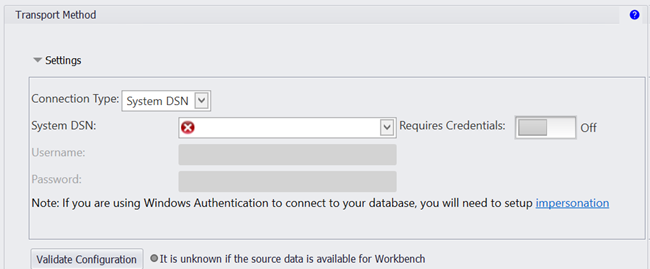 Transport Method ?
Settings
Connection Type: System DSN
System DSN: Requires Credentials: Off
Username:
Password:
Note: If you are using Windows Authentication to connect to your database, you will need to setup impersonation
Validate Configuration It is unknown if the source data is available for Workbench